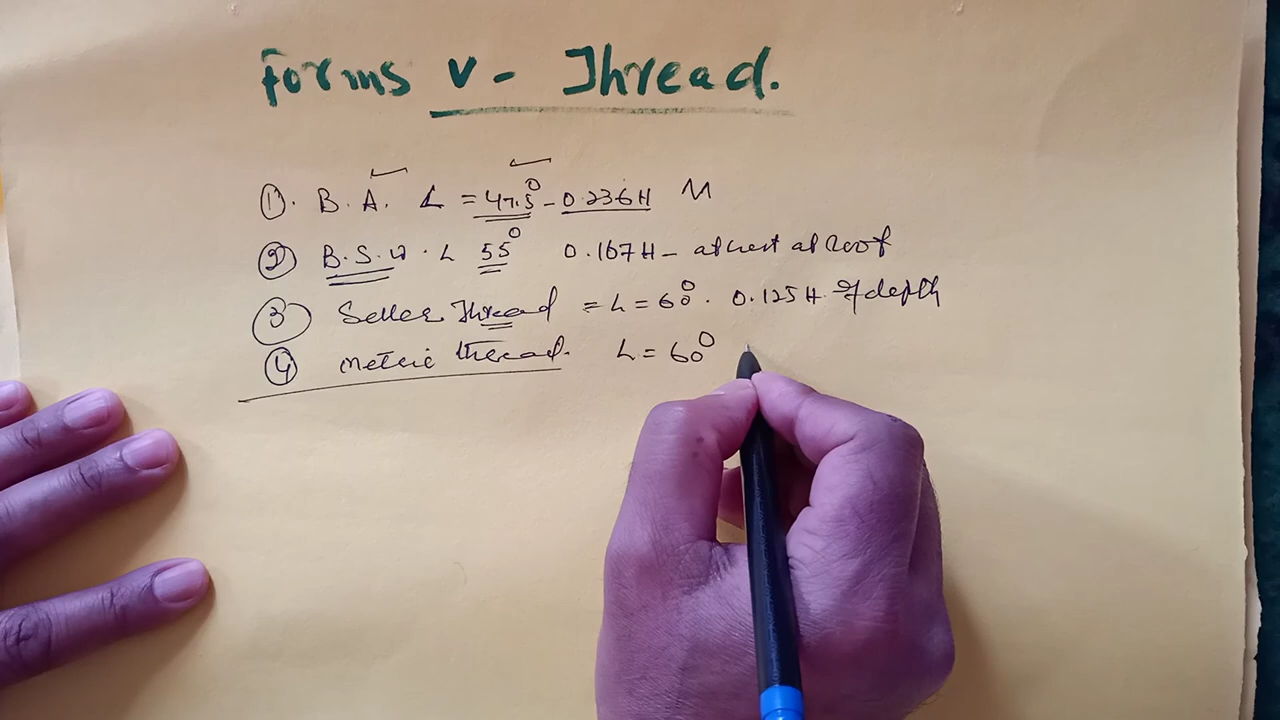 Forms V - Thread.
①. B.A. L = 47.5° - 0.236H M
② B.S.W. L 55° 0.167H - at crest at roof
③ Seller Thread = L = 60°. 0.125H. of depth
④ metric thread. L = 60°